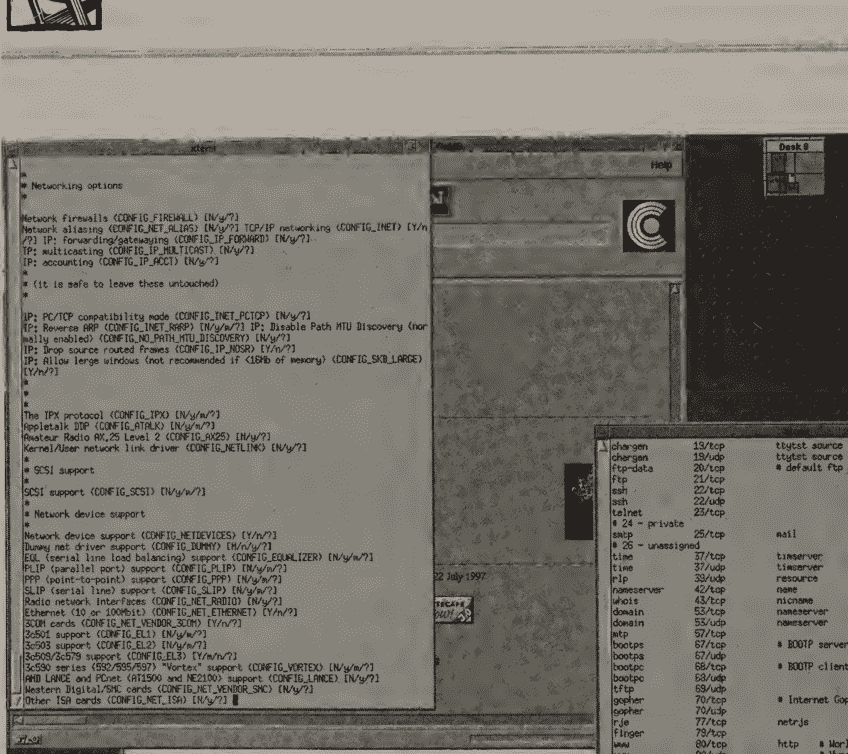 xterm
*
* Networking options
*
Network firewalls (CONFIG_FIREWALL) [N/y/?]
Network aliasing (CONFIG_NET_ALIAS) [N/y/?] TCP/IP networking (CONFIG_INET) [Y/n
/?] IP: forwarding/gatewaying (CONFIG_IP_FORWARD) [N/y/?]
IP: multicasting (CONFIG_IP_MULTICAST) [N/y/?]
IP: accounting (CONFIG_IP_ACCT) [N/y/?]
*
* (it is safe to leave these untouched)
*
IP: PC/TCP compatibility mode (CONFIG_INET_PCTCP) [N/y/?]
IP: Reverse ARP (CONFIG_INET_RARP) [N/y/m/?] IP: Disable Path MTU Discovery (nor
mally enabled) (CONFIG_NO_PATH_MTU_DISCOVERY) [N/y/?]
IP: Drop source routed frames (CONFIG_IP_NOSR) [Y/n/?]
IP: Allow large windows (not recommended if <16Mb of memory) (CONFIG_SKB_LARGE)
[Y/n/?]
*
*
*
The IPX protocol (CONFIG_IPX) [N/y/m/?]
Appletalk DDP (CONFIG_ATALK) [N/y/m/?]
Amateur Radio AX.25 Level 2 (CONFIG_AX25) [N/y/?]
Kernel/User network link driver (CONFIG_NETLINK) [N/y/?]
*
* SCSI support
*
SCSI support (CONFIG_SCSI) [N/y/m/?]
*
* Network device support
*
Network device support (CONFIG_NETDEVICES) [Y/n/?]
Dummy net driver support (CONFIG_DUMMY) [M/n/y/?]
EQL (serial line load balancing) support (CONFIG_EQUALIZER) [N/y/m/?]
PLIP (parallel port) support (CONFIG_PLIP) [N/y/m/?]
PPP (point-to-point) support (CONFIG_PPP) [N/y/m/?]
SLIP (serial line) support (CONFIG_SLIP) [N/y/m/?]
Radio network interfaces (CONFIG_NET_RADIO) [N/y/?]
Ethernet (10 or 100Mbit) (CONFIG_NET_ETHERNET) [Y/n/?]
3COM cards (CONFIG_NET_VENDOR_3COM) [Y/n/?]
3c501 support (CONFIG_EL1) [N/y/m/?]
3c503 support (CONFIG_EL2) [N/y/m/?]
3c509/3c579 support (CONFIG_EL3) [Y/m/n/?]
3c590 series (592/595/597) "Vortex" support (CONFIG_VORTEX) [N/y/m/?]
AMD LANCE and PCnet (AT1500 and NE2100) support (CONFIG_LANCE) [N/y/?]
Western Digital/SMC cards (CONFIG_NET_VENDOR_SMC) [N/y/?]
Other ISA cards (CONFIG_NET_ISA) [N/y/?]
Help
N
22 July 1997
Desk 0
chargen 19/tcp ttytst source
chargen 19/udp ttytst source
ftp-data 20/tcp # default ftp
ftp 21/tcp
ssh 22/tcp
ssh 22/udp
telnet 23/tcp
# 24 - private
smtp 25/tcp mail
# 26 - unassigned
time 37/tcp timserver
time 37/udp timserver
rlp 39/udp resource
nameserver 42/tcp name
whois 43/tcp nicname
domain 53/tcp nameserver
domain 53/udp nameserver
mtp 57/tcp
bootps 67/tcp # BOOTP server
bootps 67/udp
bootpc 68/tcp # BOOTP client
bootpc 68/udp
tftp 69/udp
gopher 70/tcp # Internet Gop
gopher 70/udp
rje 77/tcp netrjs
finger 79/tcp
www 80/tcp http # Worl